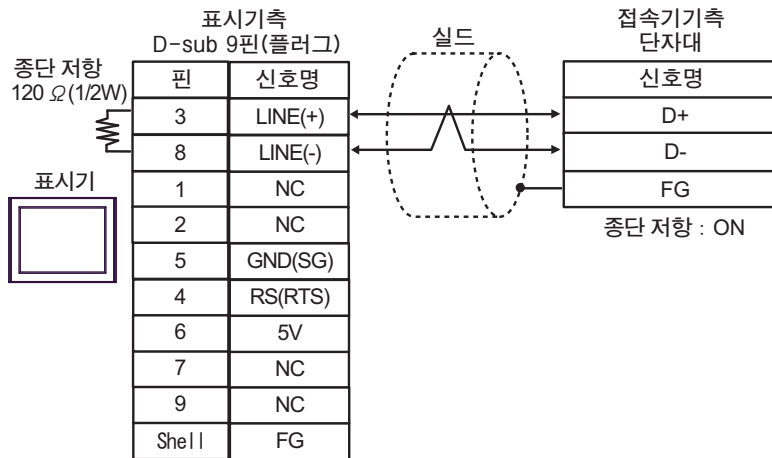 표시기측
D-sub 9핀(플러그)
실드
접속기기측
단자대
종단 저항
120 Ω(1/2W)
핀 신호명
신호명
3 LINE(+)
D+
8 LINE(-)
D-
표시기
1 NC
FG
2 NC
종단 저항 : ON
5 GND(SG)
4 RS(RTS)
6 5V
7 NC
9 NC
Shell FG